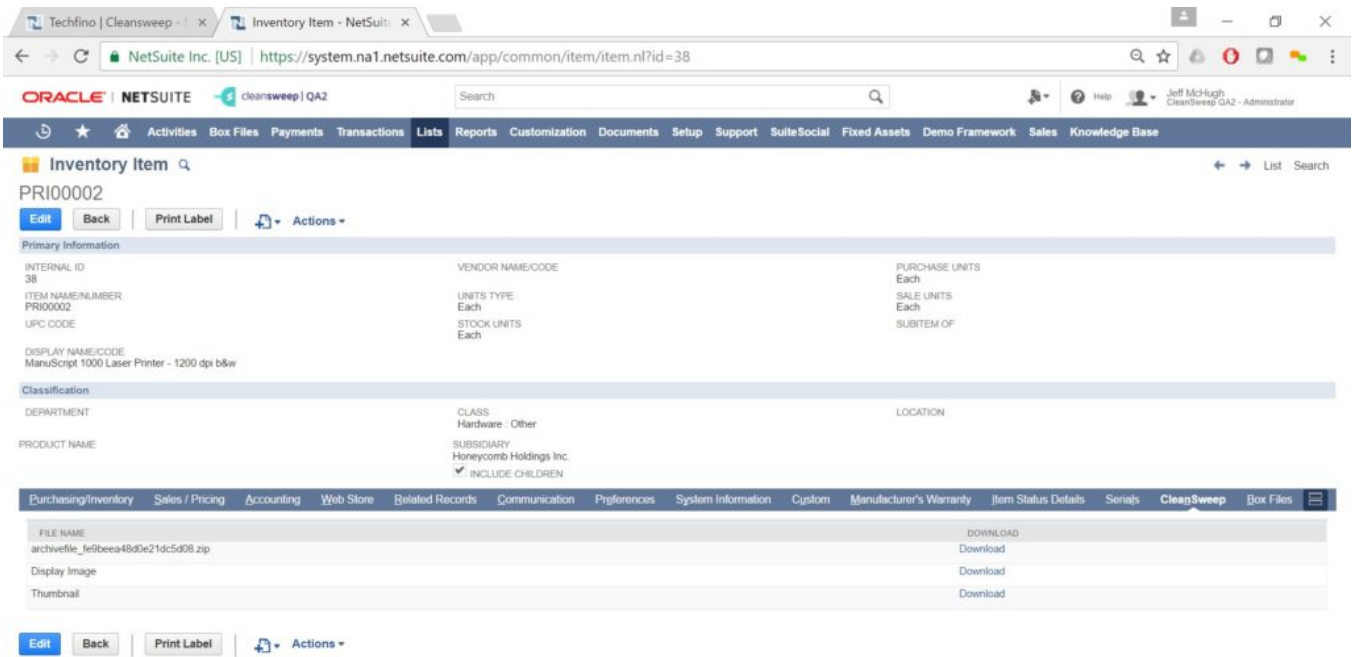 Techfino | Cleansweep - Inventory Item - NetSuit
NetSuite Inc. [US] https://system.na1.netsuite.com/app/common/item/item.nl?id=38
ORACLE NETSUITE cleansweep | QA2 Search Help Jeff McHugh
CleanSweep QA2 - Administrator
Activities Box Files Payments Transactions Lists Reports Customization Documents Setup Support SuiteSocial Fixed Assets Demo Framework Sales Knowledge Base
Inventory Item List Search
PRI00002
Edit Back Print Label Actions
Primary Information
INTERNAL ID VENDOR NAME/CODE PURCHASE UNITS
38 Each
ITEM NAME/NUMBER UNITS TYPE SALE UNITS
PRI00002 Each Each
UPC CODE STOCK UNITS SUBITEM OF
Each
DISPLAY NAME/CODE
ManuScript 1000 Laser Printer - 1200 dpi b&w
Classification
DEPARTMENT CLASS LOCATION
Hardware : Other
PRODUCT NAME SUBSIDIARY
Honeycomb Holdings Inc.
INCLUDE CHILDREN
Purchasing/Inventory Sales / Pricing Accounting Web Store Related Records Communication Preferences System Information Custom Manufacturer's Warranty Item Status Details Serials CleanSweep Box Files
FILE NAME DOWNLOAD
archivefile_fe9beea48d0e21dc5d08.zip Download
Display Image Download
Thumbnail Download
Edit Back Print Label Actions